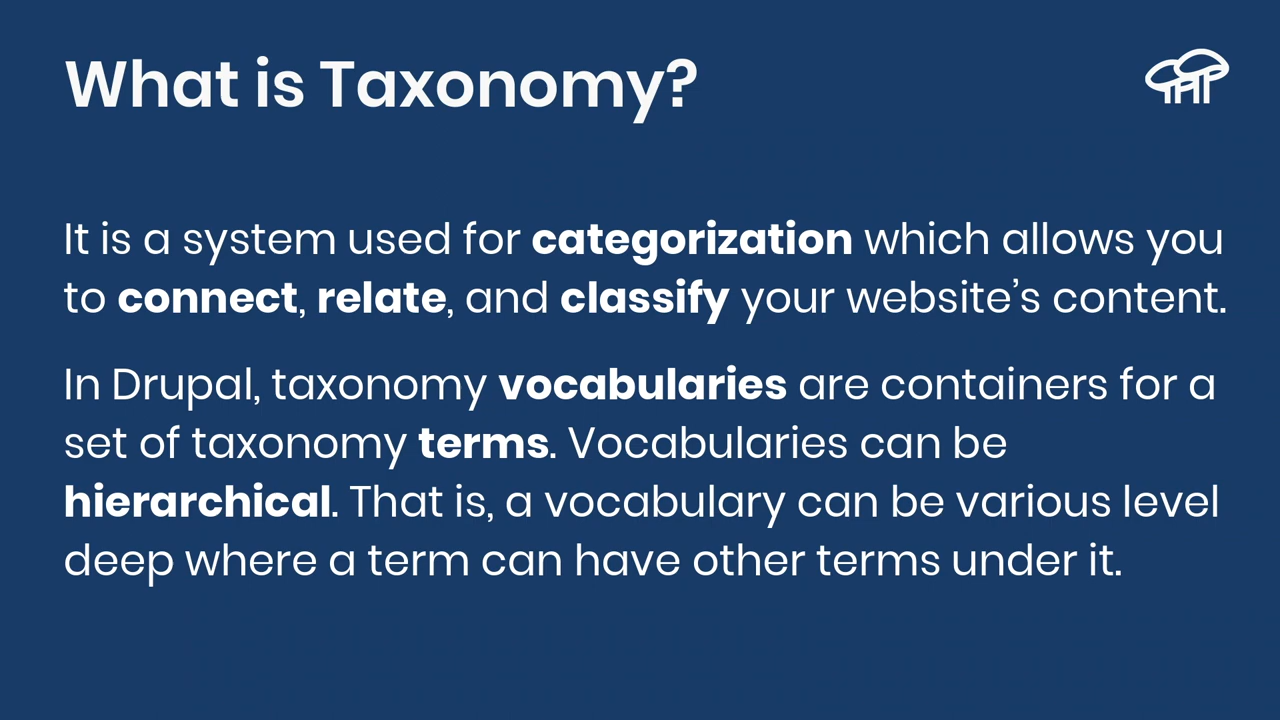 What is Taxonomy?
It is a system used for categorization which allows you
to connect, relate, and classify your website’s content.
In Drupal, taxonomy vocabularies are containers for a
set of taxonomy terms. Vocabularies can be
hierarchical. That is, a vocabulary can be various level
deep where a term can have other terms under it.